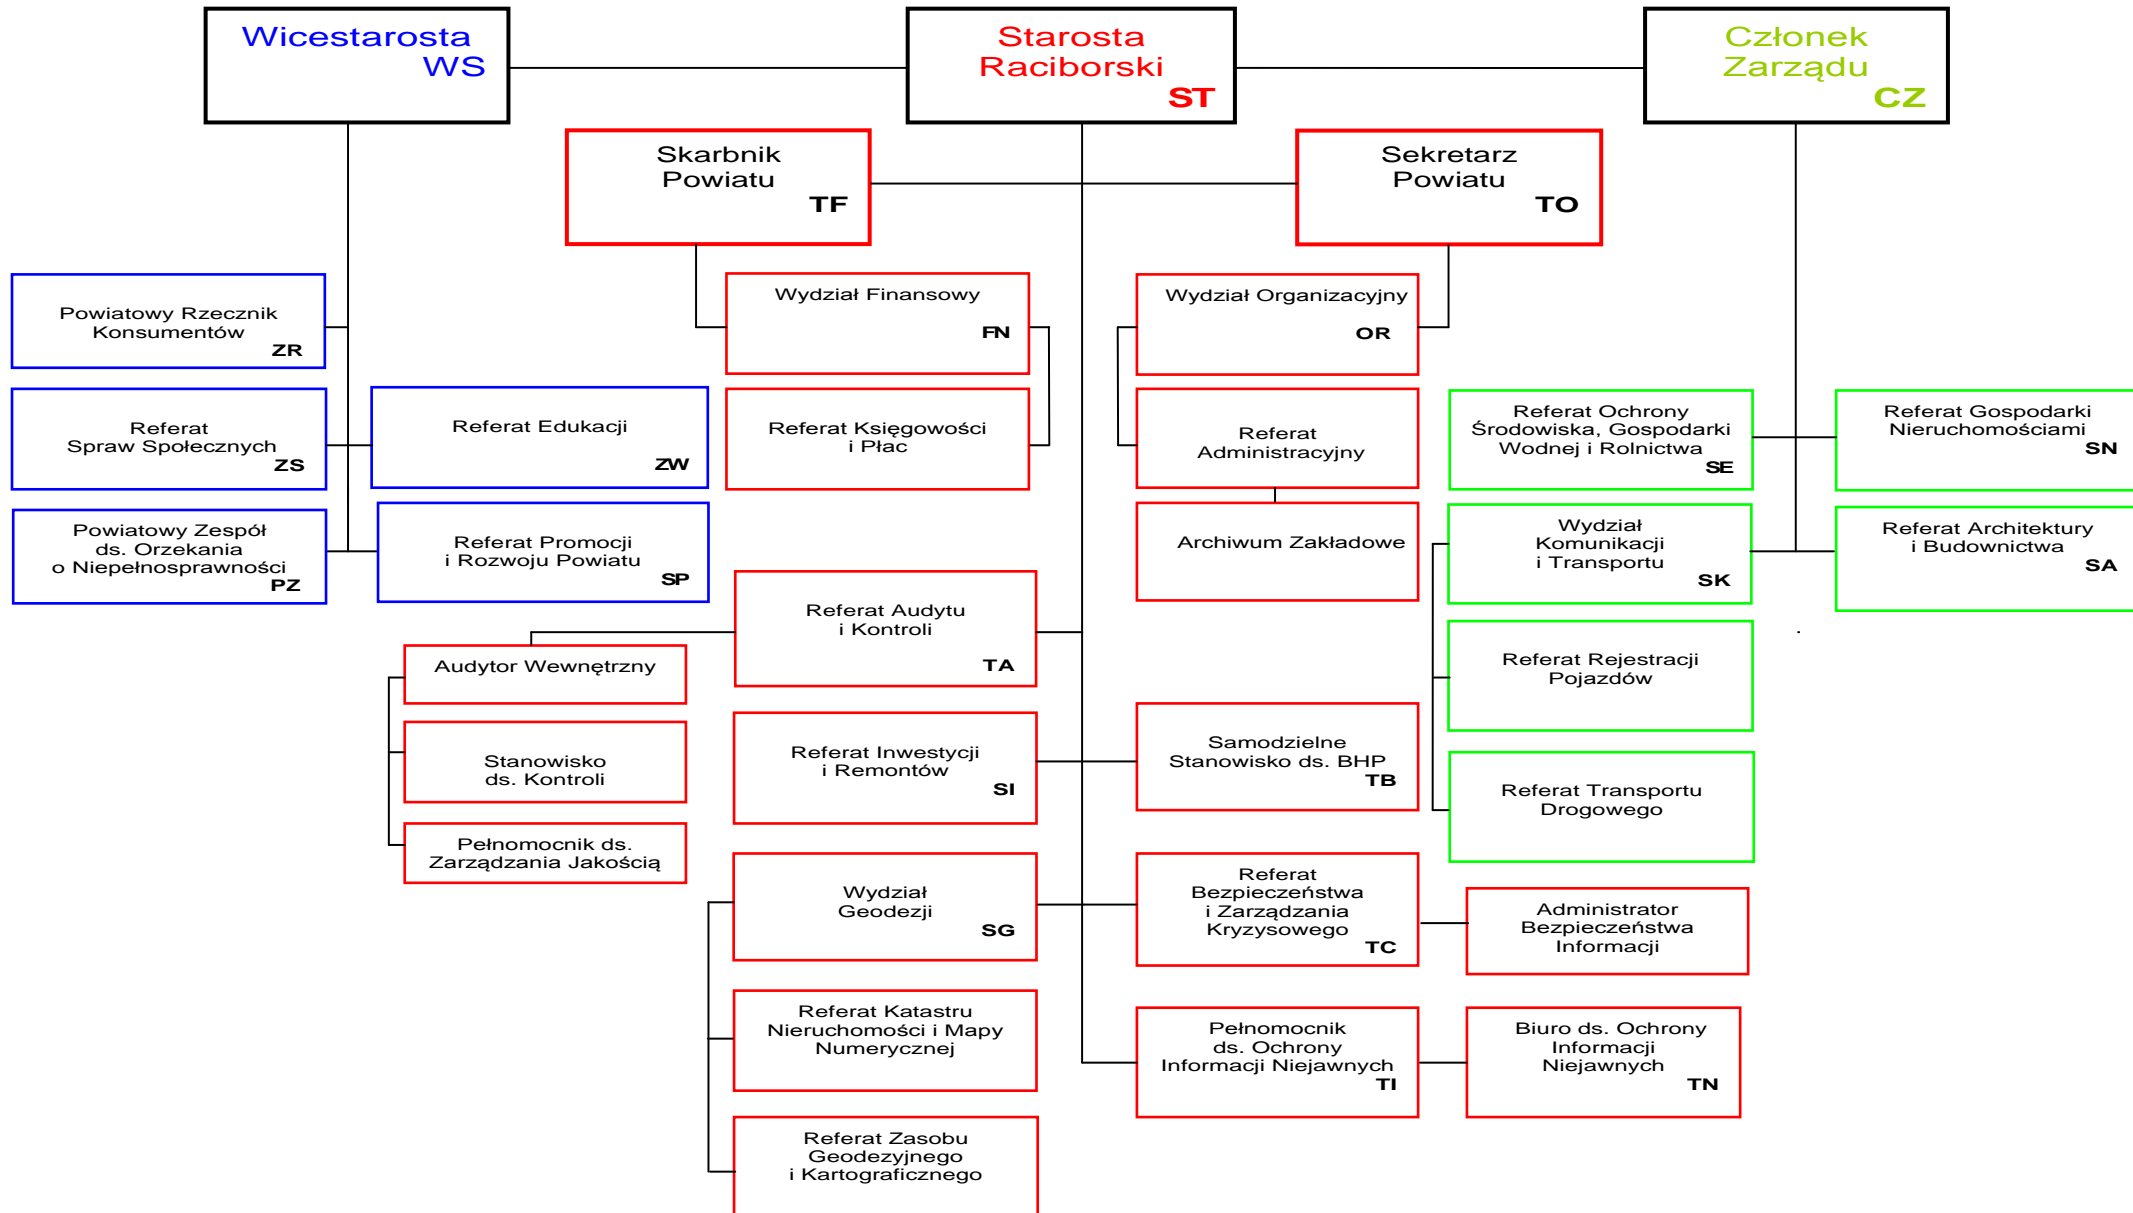 Wicestarosta
WS
Starosta
Raciborski
ST
Członek
Zarządu
CZ
Skarbnik
Powiatu
TF
Sekretarz
Powiatu
TO
Powiatowy Rzecznik
Konsumentów
ZR
Wydział Finansowy
FN
Wydział Organizacyjny
OR
Referat
Spraw Społecznych
ZS
Referat Edukacji
ZW
Referat Księgowości
i Płac
Referat
Administracyjny
Referat Ochrony
Środowiska, Gospodarki
Wodnej i Rolnictwa
SE
Referat Gospodarki
Nieruchomościami
SN
Powiatowy Zespół
ds. Orzekania
o Niepełnosprawności
PZ
Referat Promocji
i Rozwoju Powiatu
SP
Archiwum Zakładowe
Wydział
Komunikacji
i Transportu
SK
Referat Architektury
i Budownictwa
SA
Referat Audytu
i Kontroli
TA
Audytor Wewnętrzny
Referat Rejestracji
Pojazdów
Stanowisko
ds. Kontroli
Referat Inwestycji
i Remontów
SI
Samodzielne
Stanowisko ds. BHP
TB
Referat Transportu
Drogowego
Pełnomocnik ds.
Zarządzania Jakością
Wydział
Geodezji
SG
Referat
Bezpieczeństwa
i Zarządzania
Kryzysowego
TC
Administrator
Bezpieczeństwa
Informacji
Referat Katastru
Nieruchomości i Mapy
Numerycznej
Pełnomocnik
ds. Ochrony
Informacji Niejawnych
TI
Biuro ds. Ochrony
Informacji
Niejawnych
TN
Referat Zasobu
Geodezyjnego
i Kartograficznego